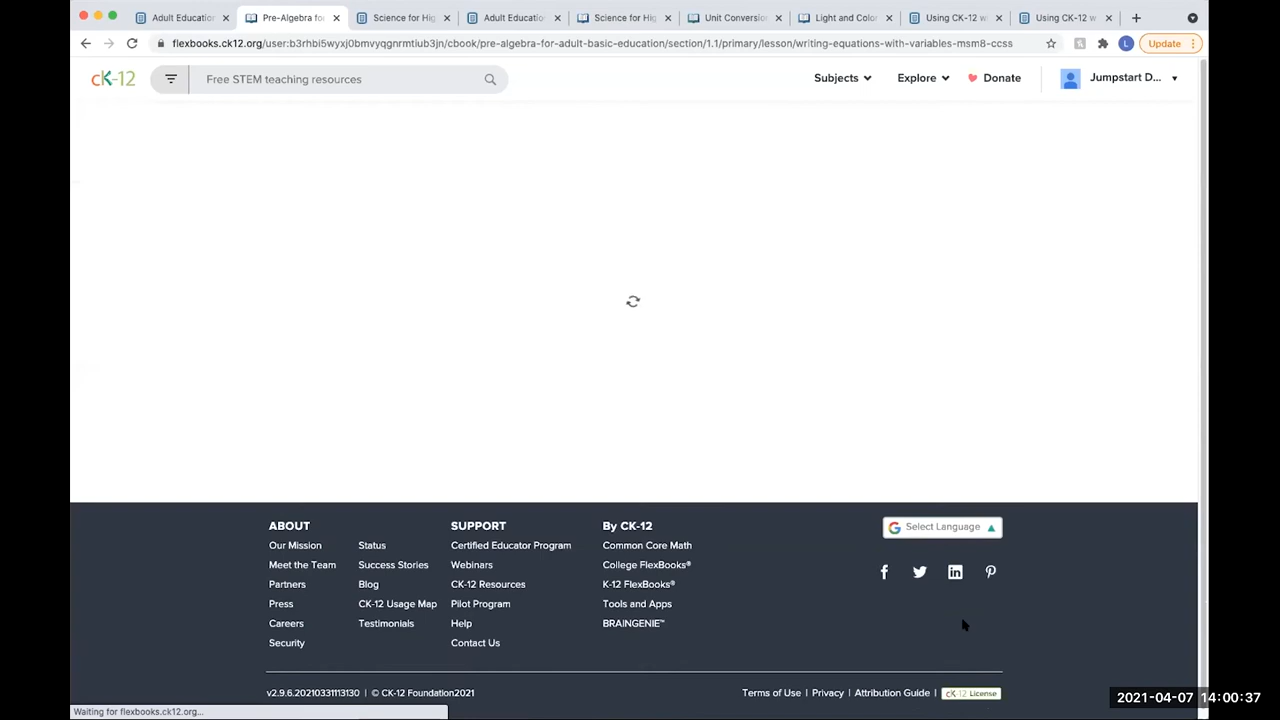 Adult Education
Pre-Algebra fo
Science for Hig
Adult Educatio
Science for Hig
Unit Conversion
Light and Color
Using CK-12 w
Using CK-12 w
flexbooks.ck12.org/user:b3rhbi5wyxj0bmvyqgnrmtiub3jn/cbook/pre-algebra-for-adult-basic-education/section/1.1/primary/lesson/writing-equations-with-variables-msm8-ccss
L
Update
cK-12
Free STEM teaching resources
Subjects
Explore
Donate
Jumpstart D...
ABOUT
Our Mission
Meet the Team
Partners
Press
Careers
Security
Status
Success Stories
Blog
CK-12 Usage Map
Testimonials
SUPPORT
Certified Educator Program
Webinars
CK-12 Resources
Pilot Program
Help
Contact Us
By CK-12
Common Core Math
College FlexBooks®
K-12 FlexBooks®
Tools and Apps
BRAINGENIE™
G Select Language
v2.9.6.20210331113130 | © CK-12 Foundation2021
Terms of Use | Privacy | Attribution Guide | cK-12 License
Waiting for flexbooks.ck12.org...
2021-04-07 14:00:37